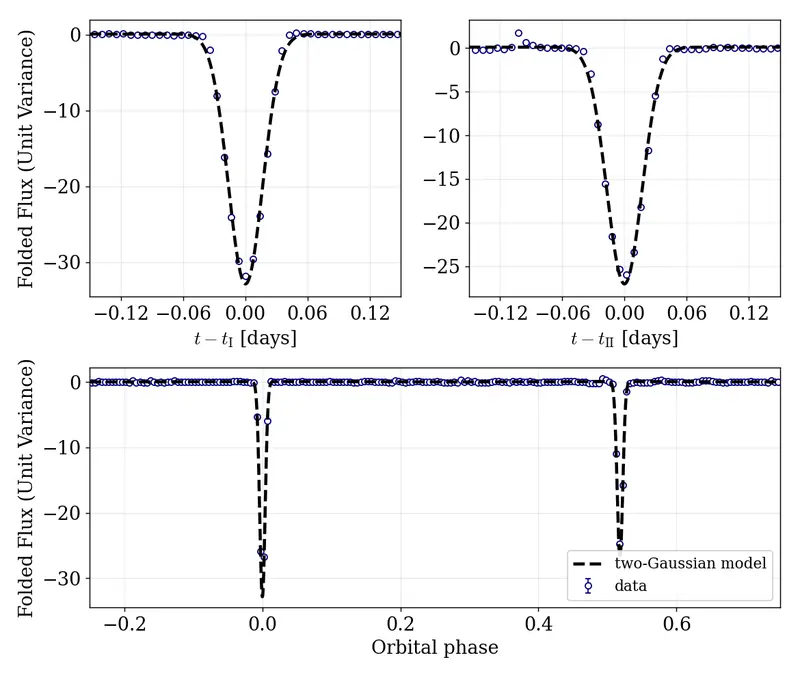 Folded Flux (Unit Variance)
0
−10
−20
−30
−0.12 −0.06 0.00 0.06 0.12
t − tI [days]
0
−5
−10
−15
−20
−25
−0.12 −0.06 0.00 0.06 0.12
t − tII [days]
Folded Flux (Unit Variance)
0
−10
−20
−30
two-Gaussian model
data
−0.2 0.0 0.2 0.4 0.6
Orbital phase